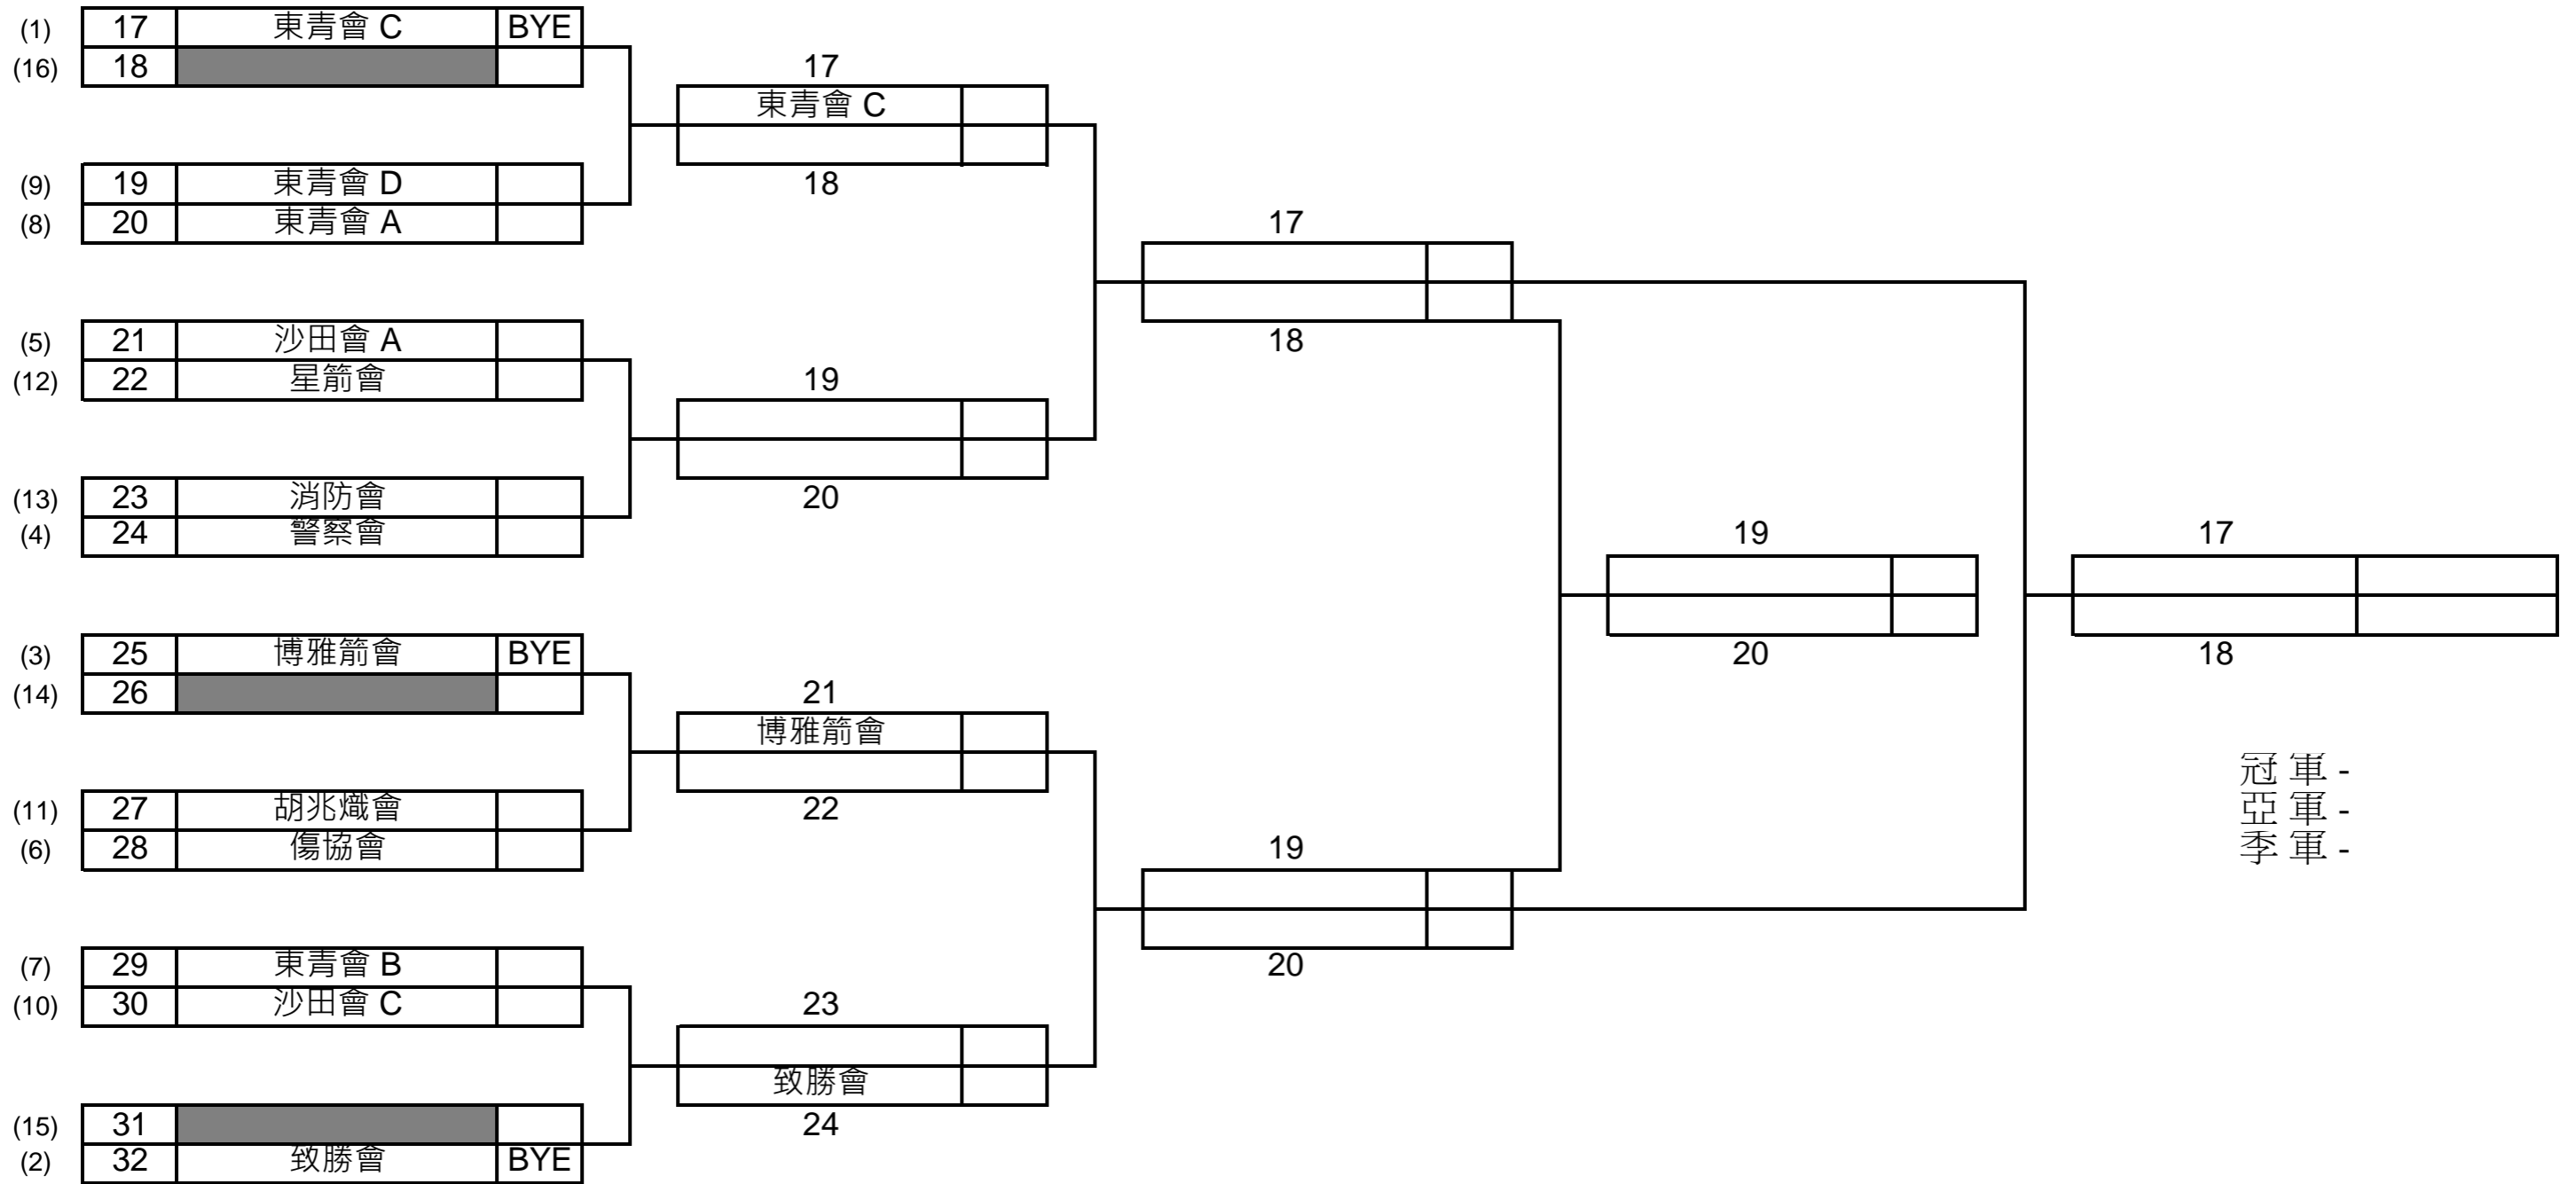 (1) 17 東青會 C BYE
(16) 18
17
東青會 C
18
(9) 19 東青會 D
(8) 20 東青會 A
17
18
(5) 21 沙田會 A
(12) 22 星箭會
19
20
(13) 23 消防會
(4) 24 警察會
19
20
17
18
(3) 25 博雅箭會 BYE
(14) 26
21
博雅箭會
22
冠 軍 -
亞 軍 -
季 軍 -
(11) 27 胡兆熾會
(6) 28 傷協會
19
20
(7) 29 東青會 B
(10) 30 沙田會 C
23
致勝會
24
(15) 31
(2) 32 致勝會 BYE